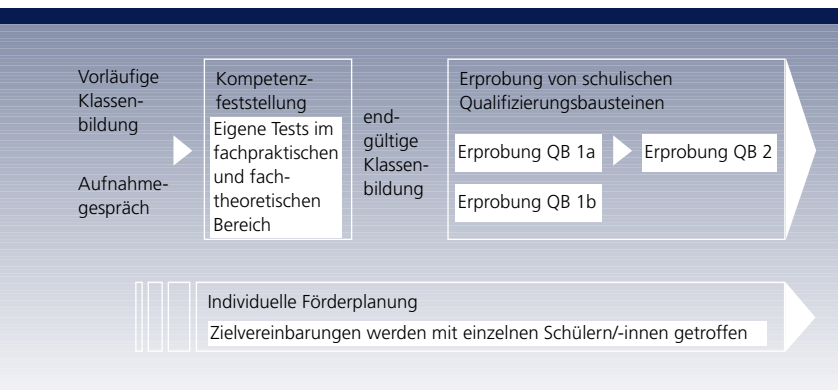 Vorläufige
Klassen-
bildung
Aufnahme-
gespräch
Kompetenz-
feststellung
Eigene Tests im
fachpraktischen
und fach-
theoretischen
Bereich
end-
gültige
Klassen-
bildung
Erprobung von schulischen
Qualifizierungsbausteinen
Erprobung QB 1a
Erprobung QB 2
Erprobung QB 1b
Individuelle Förderplanung
Zielvereinbarungen werden mit einzelnen Schülern/-innen getroffen